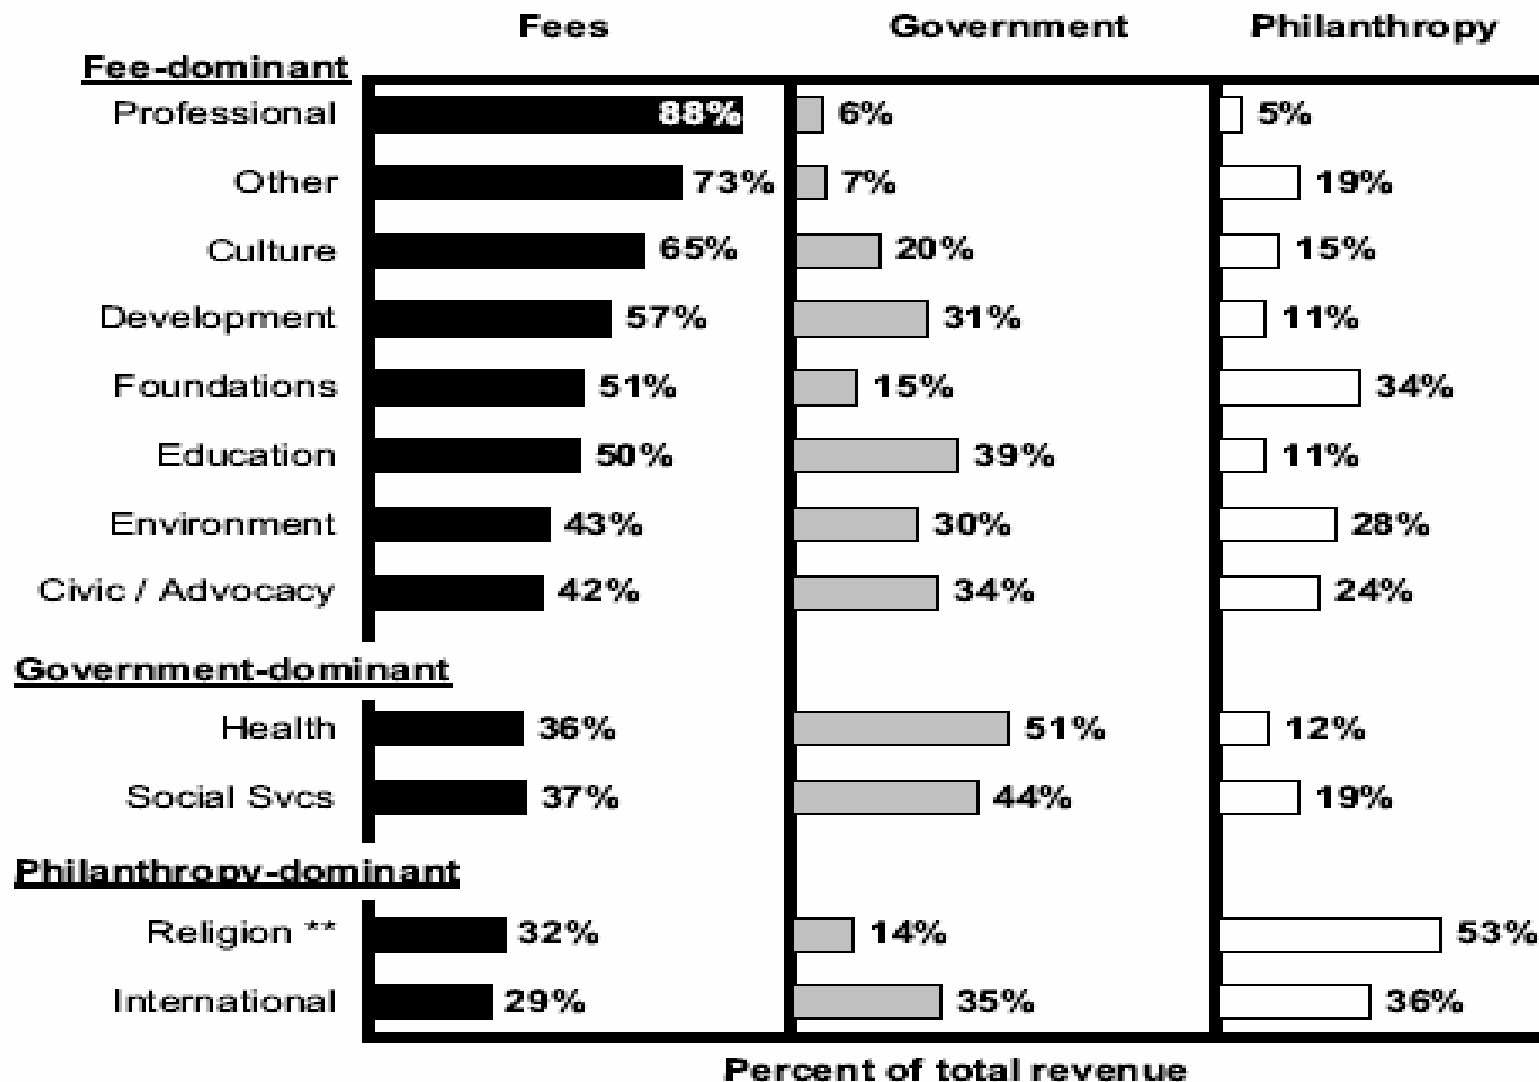 Fees Government Philanthropy
Fee-dominant
Professional 88% 6% 5%
Other 73% 7% 19%
Culture 65% 20% 15%
Development 57% 31% 11%
Foundations 51% 15% 34%
Education 50% 39% 11%
Environment 43% 30% 28%
Civic / Advocacy 42% 34% 24%
Government-dominant
Health 36% 51% 12%
Social Svcs 37% 44% 19%
Philanthropy-dominant
Religion ** 32% 14% 53%
International 29% 35% 36%
Percent of total revenue